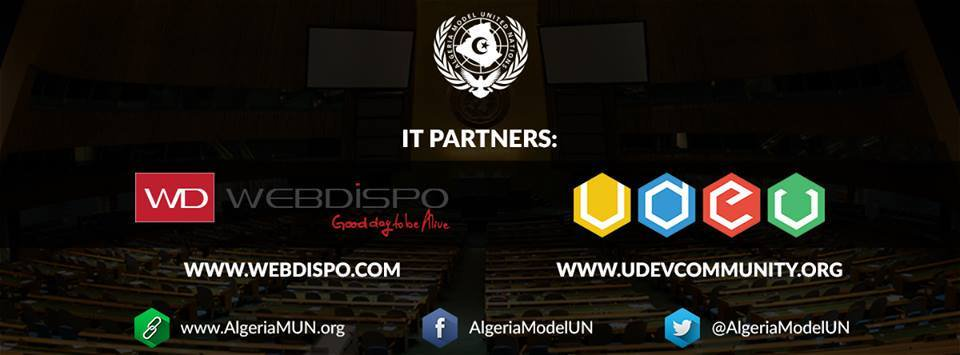 ALGERIA MODEL UNITED NATIONS
IT PARTNERS:
WD WEBDISPO
Good day to be Alive
UDEV
WWW.WEBDISPO.COM
WWW.UDEVCOMMUNITY.ORG
www.AlgeriaMUN.org
AlgeriaModelUN
@AlgeriaModelUN